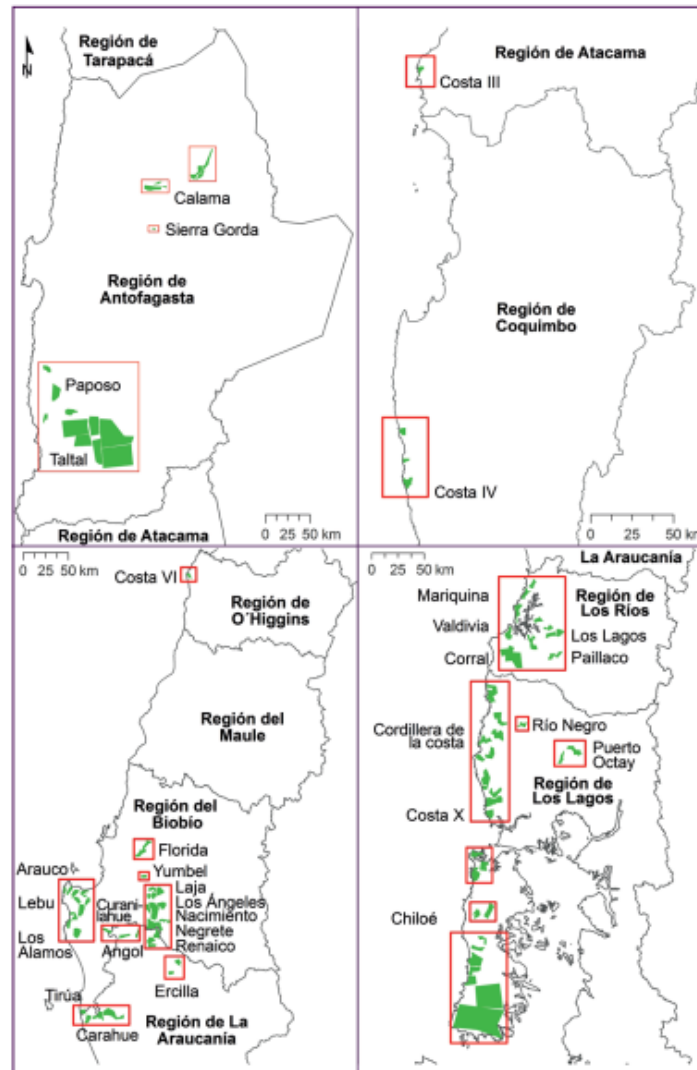 Región de
Tarapacá
N
Calama
Sierra Gorda
Región de
Antofagasta
Paposo
Taltal
Región de Atacama
0 25 50 km
Región de Atacama
Costa III
Región de
Coquimbo
Costa IV
0 25 50 km
0 25 50 km
Costa VI
Región de
O´Higgins
Región del
Maule
Región del
Biobío
Florida
Yumbel
Arauco
Lebu
Los
Alamos
Curani-
lahue
Laja
Los Ángeles
Nacimiento
Negrete
Renaico
Angol
Ercilla
Tirúa
Carahue
Región de La
Araucanía
0 25 50 km
La Araucanía
Mariquina
Región de
Los Ríos
Valdivia
Los Lagos
Corral
Paillaco
Cordillera de
la costa
Río Negro
Puerto
Octay
Región de
Los Lagos
Costa X
Chiloé